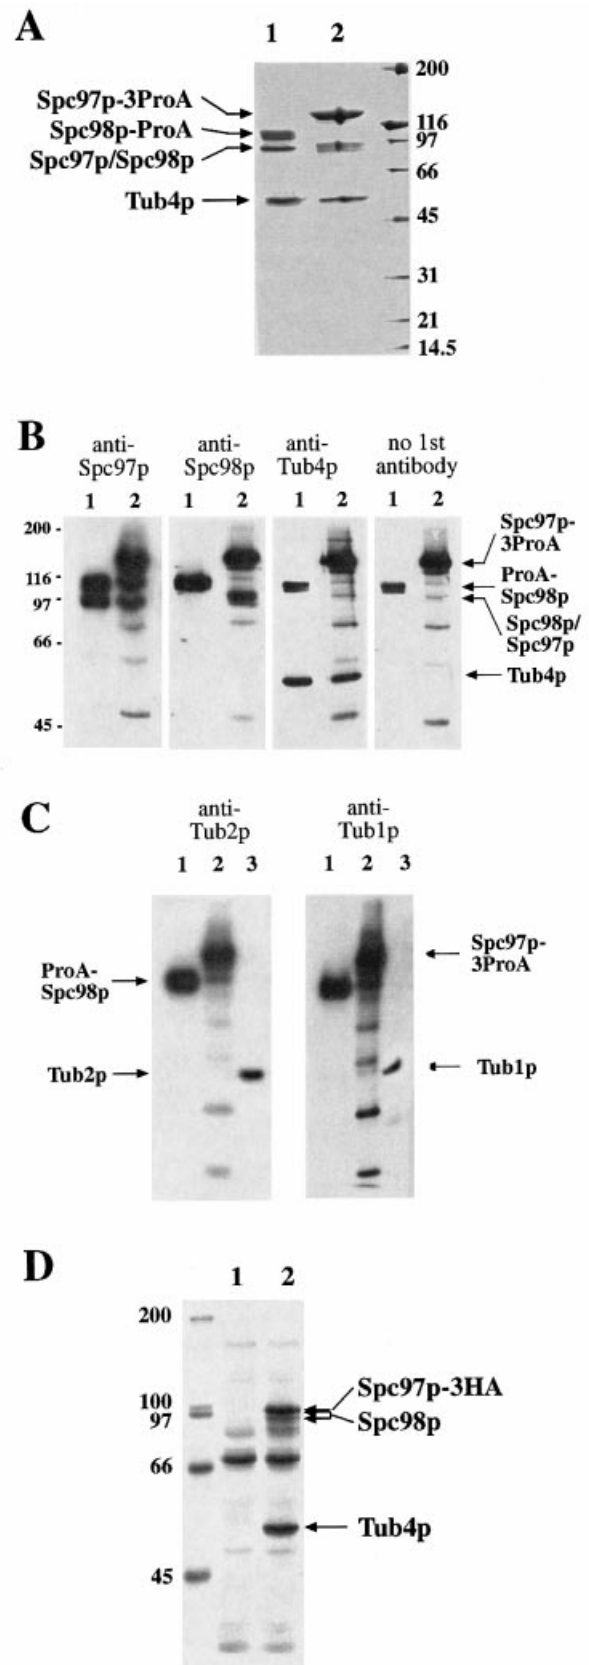 A
1 2
Spc97p-3ProA
Spc98p-ProA
Spc97p/Spc98p
Tub4p
200
116
97
66
45
31
21
14.5
B
anti-
Spc97p
anti-
Spc98p
anti-
Tub4p
no 1st
antibody
1 2 1 2 1 2 1 2
200 -
116 -
97 -
66 -
45 -
Spc97p-
3ProA
ProA-
Spc98p
Spc98p/
Spc97p
Tub4p
C
anti-
Tub2p
anti-
Tub1p
1 2 3 1 2 3
ProA-
Spc98p
Tub2p
Spc97p-
3ProA
Tub1p
D
1 2
200
100
97
66
45
Spc97p-3HA
Spc98p
Tub4p